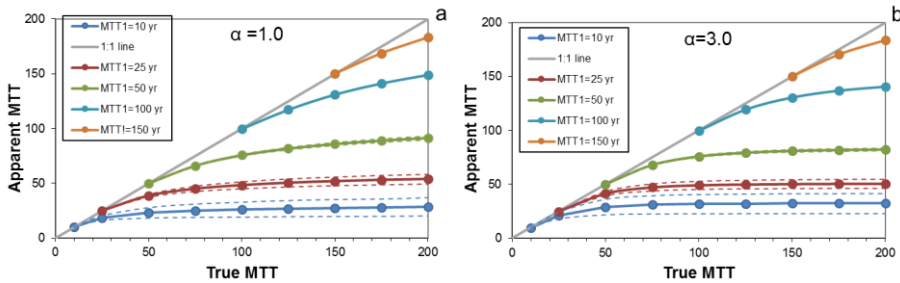 a
α=1.0
MTT1=10 yr
1:1 line
MTT1=25 yr
MTT1=50 yr
MTT1=100 yr
MTT!=150 yr
Apparent MTT
200
150
100
50
0
0
50
100
150
200
True MTT
b
α=3.0
MTT1=10 yr
1:1 line
MTT1=25 yr
MTT1=50 yr
MTT1=100 yr
MTT1=150 yr
Apparent MTT
200
150
100
50
0
0
50
100
150
200
True MTT